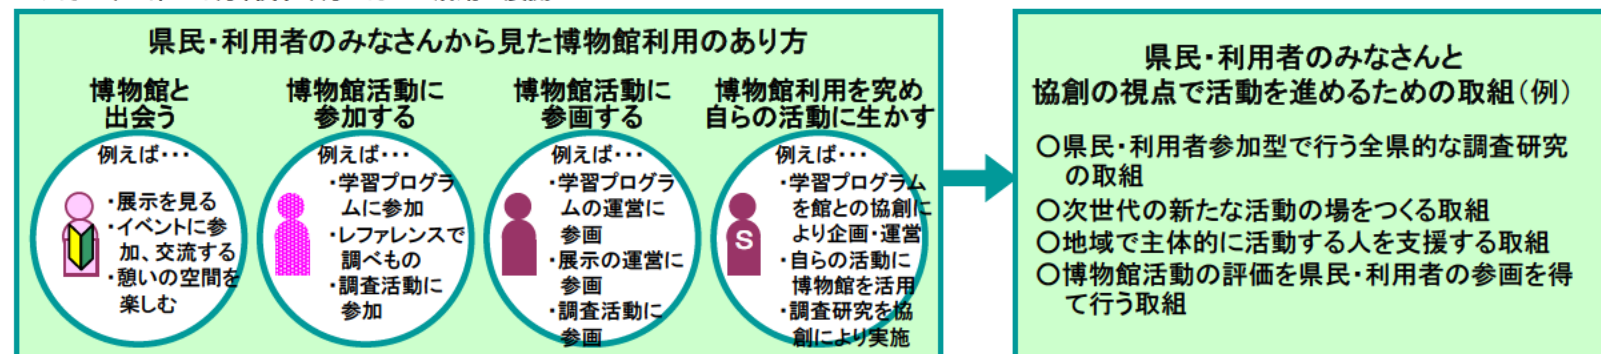 県民・利用者のみなさんから見た博物館利用のあり方
博物館と
出会う
例えば・・・
・展示を見る
・イベントに参
加、交流する
・憩いの空間を
楽しむ
博物館活動に
参加する
例えば・・・
・学習プログラ
ムに参加
・レファレンスで
調べもの
・調査活動に
参加
博物館活動に
参画する
例えば・・・
・学習プログラ
ムの運営に
参画
・展示の運営に
参画
・調査活動に
参画
博物館利用を究め
自らの活動に生かす
例えば・・・
・学習プログラム
を館との協創に
より企画・運営
・自らの活動に
博物館を活用
・調査研究を協
創により実施
S
県民・利用者のみなさんと
協創の視点で活動を進めるための取組(例)
○県民・利用者参加型で行う全県的な調査研究
の取組
○次世代の新たな活動の場をつくる取組
○地域で主体的に活動する人を支援する取組
○博物館活動の評価を県民・利用者の参画を得
て行う取組